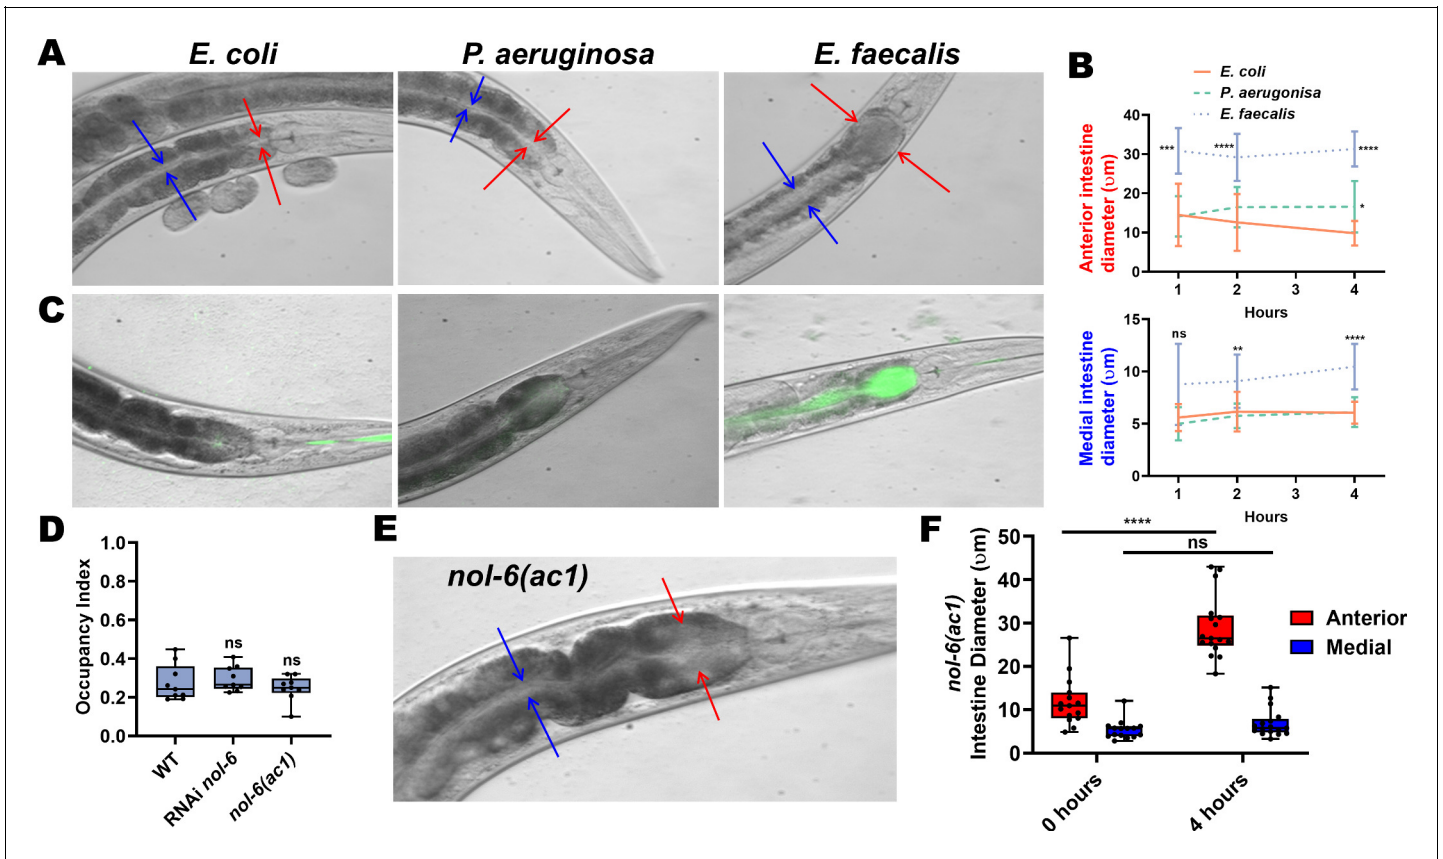 A
E. coli
P. aeruginosa
E. faecalis
B
E. coli
P. aerugonisa
E. faecalis
Anterior intestine
diameter (υm)
40
30
20
10
0
***
****
****
*
1
2
3
4
Hours
C
Medial intestine
diameter (υm)
15
10
5
0
ns
**
****
1
2
3
4
Hours
D
Occupancy Index
1.0
0.8
0.6
0.4
0.2
0.0
ns
ns
WT
RNAi nol-6
nol-6(ac1)
E
nol-6(ac1)
F
nol-6(ac1)
Intestine Diameter (υm)
50
40
30
20
10
0
****
ns
0 hours
4 hours
Anterior
Medial